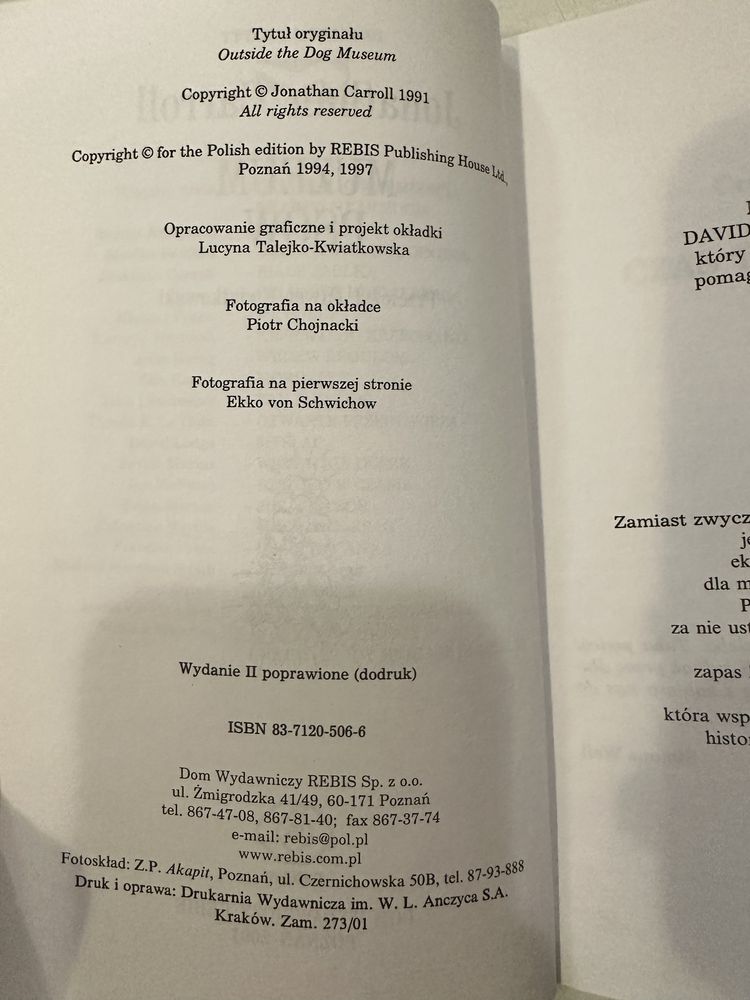 Tytuł oryginału
Outside the Dog Museum
Copyright © Jonathan Carroll 1991
All rights reserved
Copyright © for the Polish edition by REBIS Publishing House Ltd.,
Poznań 1994, 1997
Opracowanie graficzne i projekt okładki
Lucyna Talejko-Kwiatkowska
Fotografia na okładce
Piotr Chojnacki
Fotografia na pierwszej stronie
Ekko von Schwichow
Wydanie II poprawione (dodruk)
ISBN 83-7120-506-6
Dom Wydawniczy REBIS Sp. z o.o.
ul. Żmigrodzka 41/49, 60-171 Poznań
tel. 867-47-08, 867-81-40; fax 867-37-74
e-mail: rebis@pol.pl
www.rebis.com.pl
Fotoskład: Z.P. Akapit, Poznań, ul. Czernichowska 50B, tel. 87-93-888
Druk i oprawa: Drukarnia Wydawnicza im. W. L. Anczyca S.A.
Kraków. Zam. 273/01
DAVID
który
pomag
Zamiast zwycz
je
ek
dla m
P
za nie ust
zapas
która wsp
histo